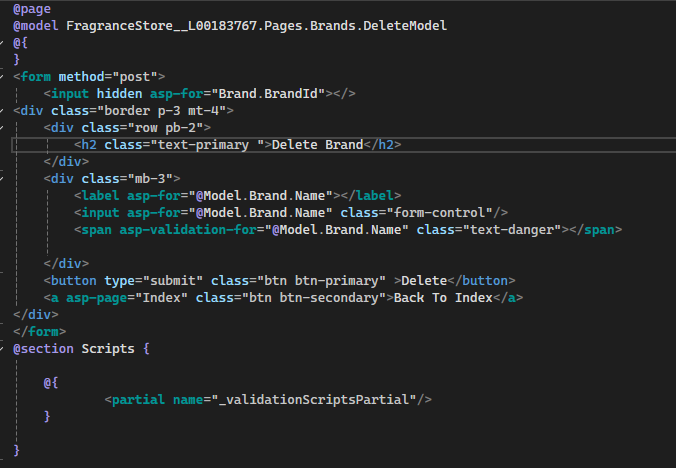 @page
@model FragranceStore__L00183767.Pages.Brands.DeleteModel
@{
}
<form method="post">
<input hidden asp-for="Brand.BrandId"></>
<div class="border p-3 mt-4">
<div class="row pb-2">
<h2 class="text-primary ">Delete Brand</h2>
</div>
<div class="mb-3">
<label asp-for="@Model.Brand.Name"></label>
<input asp-for="@Model.Brand.Name" class="form-control"/>
<span asp-validation-for="@Model.Brand.Name" class="text-danger"></span>
</div>
<button type="submit" class="btn btn-primary" >Delete</button>
<a asp-page="Index" class="btn btn-secondary">Back To Index</a>
</div>
</form>
@section Scripts {
@{
<partial name="_validationScriptsPartial"/>
}
}